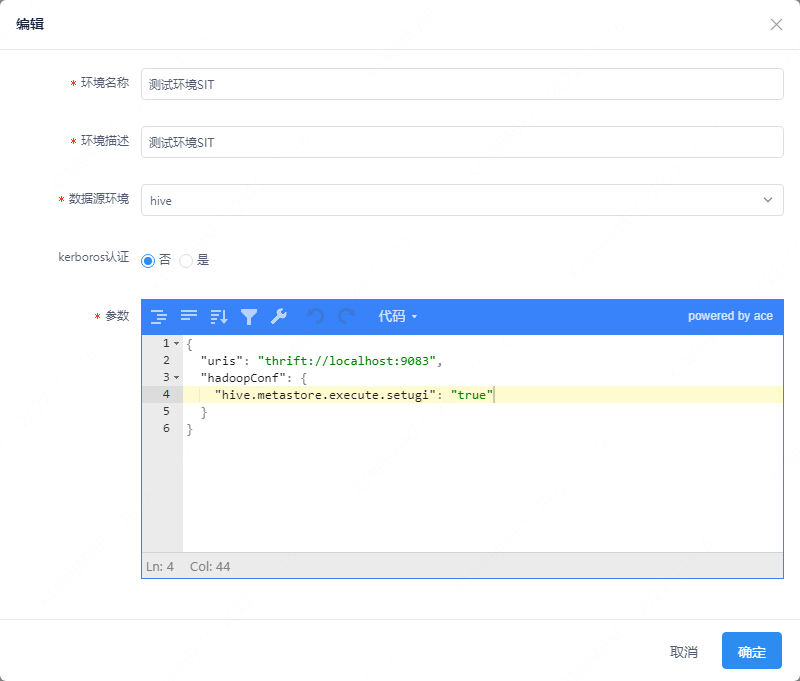 编辑
* 环境名称 测试环境SIT
* 环境描述 测试环境SIT
* 数据源环境 hive
kerboros认证 否 是
* 参数
代码 powered by ace
1 {
2 "uris": "thrift://localhost:9083",
3 "hadoopConf": {
4 "hive.metastore.execute.setugi": "true"
5 }
6 }
Ln: 4 Col: 44
取消 确定